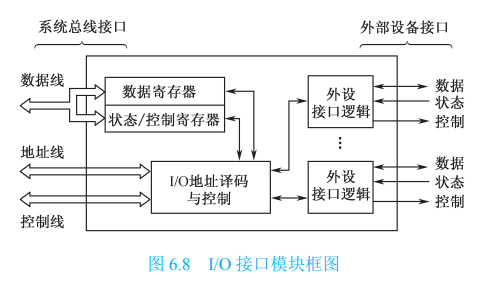 系统总线接口
外部设备接口
数据线
数据寄存器
状态/控制寄存器
地址线
I/O地址译码
与控制
控制线
外设
接口逻辑
数据
状态
控制
⋮
外设
接口逻辑
数据
状态
控制
图 6.8 I/O 接口模块框图